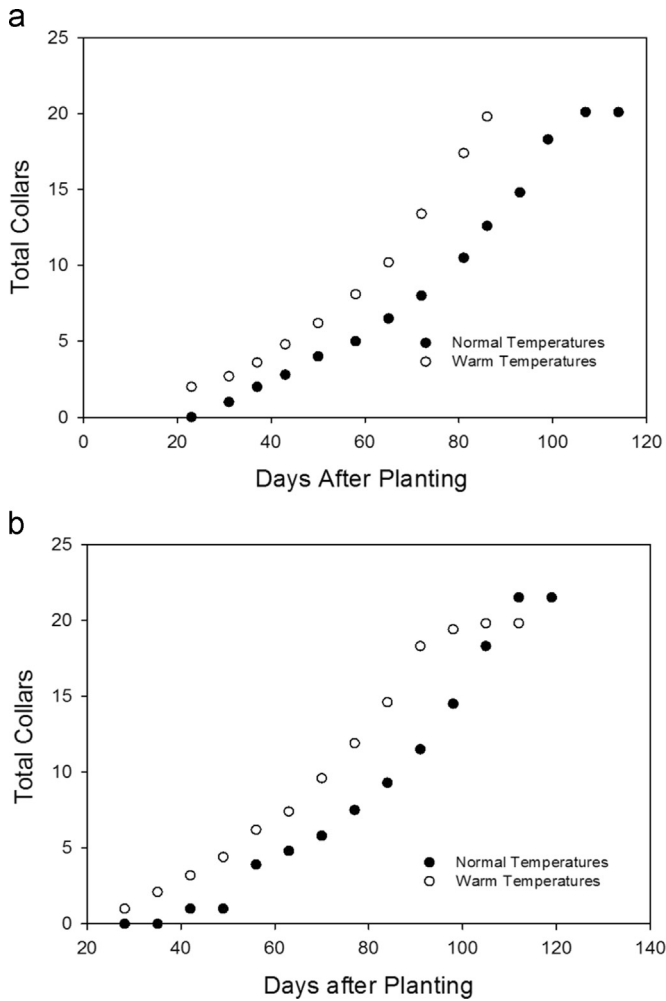 a
25
20
15
10
5
0
Total Collars
Normal Temperatures
Warm Temperatures
0 20 40 60 80 100 120
Days After Planting
b
25
20
15
10
5
0
Total Collars
Normal Temperatures
Warm Temperatures
20 40 60 80 100 120 140
Days after Planting